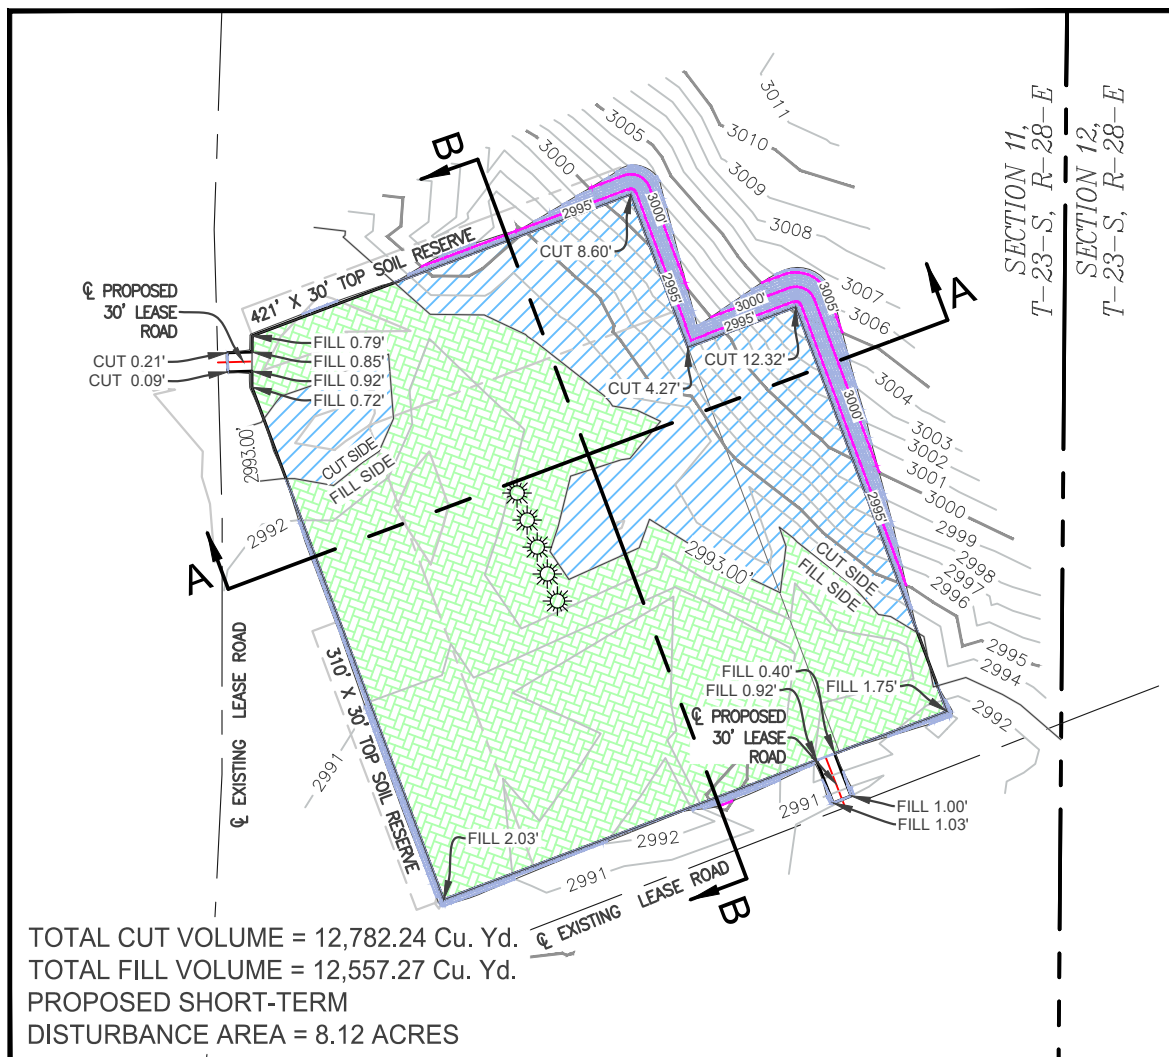 3011
3010
3009
3008
3007
3006
3005
3004
3003
3002
3001
3000
2999
2998
2997
2996
2995
2994
2992
3005
3000
SECTION 11,
T-23-S, R-28-E
SECTION 12,
T-23-S, R-28-E
B
A
2995'
3000'
2995'
3000'
2995'
3005'
3000'
2995'
CUT 8.60'
CUT 12.32'
CUT 4.27'
421' X 30' TOP SOIL RESERVE
℄ PROPOSED
30' LEASE
ROAD
CUT 0.21'
CUT 0.09'
FILL 0.79'
FILL 0.85'
FILL 0.92'
FILL 0.72'
2993.00'
CUT SIDE
FILL SIDE
2992
A
2993.00'
CUT SIDE
FILL SIDE
℄ EXISTING LEASE ROAD
310' X 30' TOP SOIL RESERVE
2991
FILL 0.40'
FILL 0.92'
FILL 1.75'
℄ PROPOSED
30' LEASE
ROAD
2991
FILL 1.00'
FILL 1.03'
FILL 2.03'
2992
2991
℄ EXISTING LEASE ROAD
B
TOTAL CUT VOLUME = 12,782.24 Cu. Yd.
TOTAL FILL VOLUME = 12,557.27 Cu. Yd.
PROPOSED SHORT-TERM
DISTURBANCE AREA = 8.12 ACRES